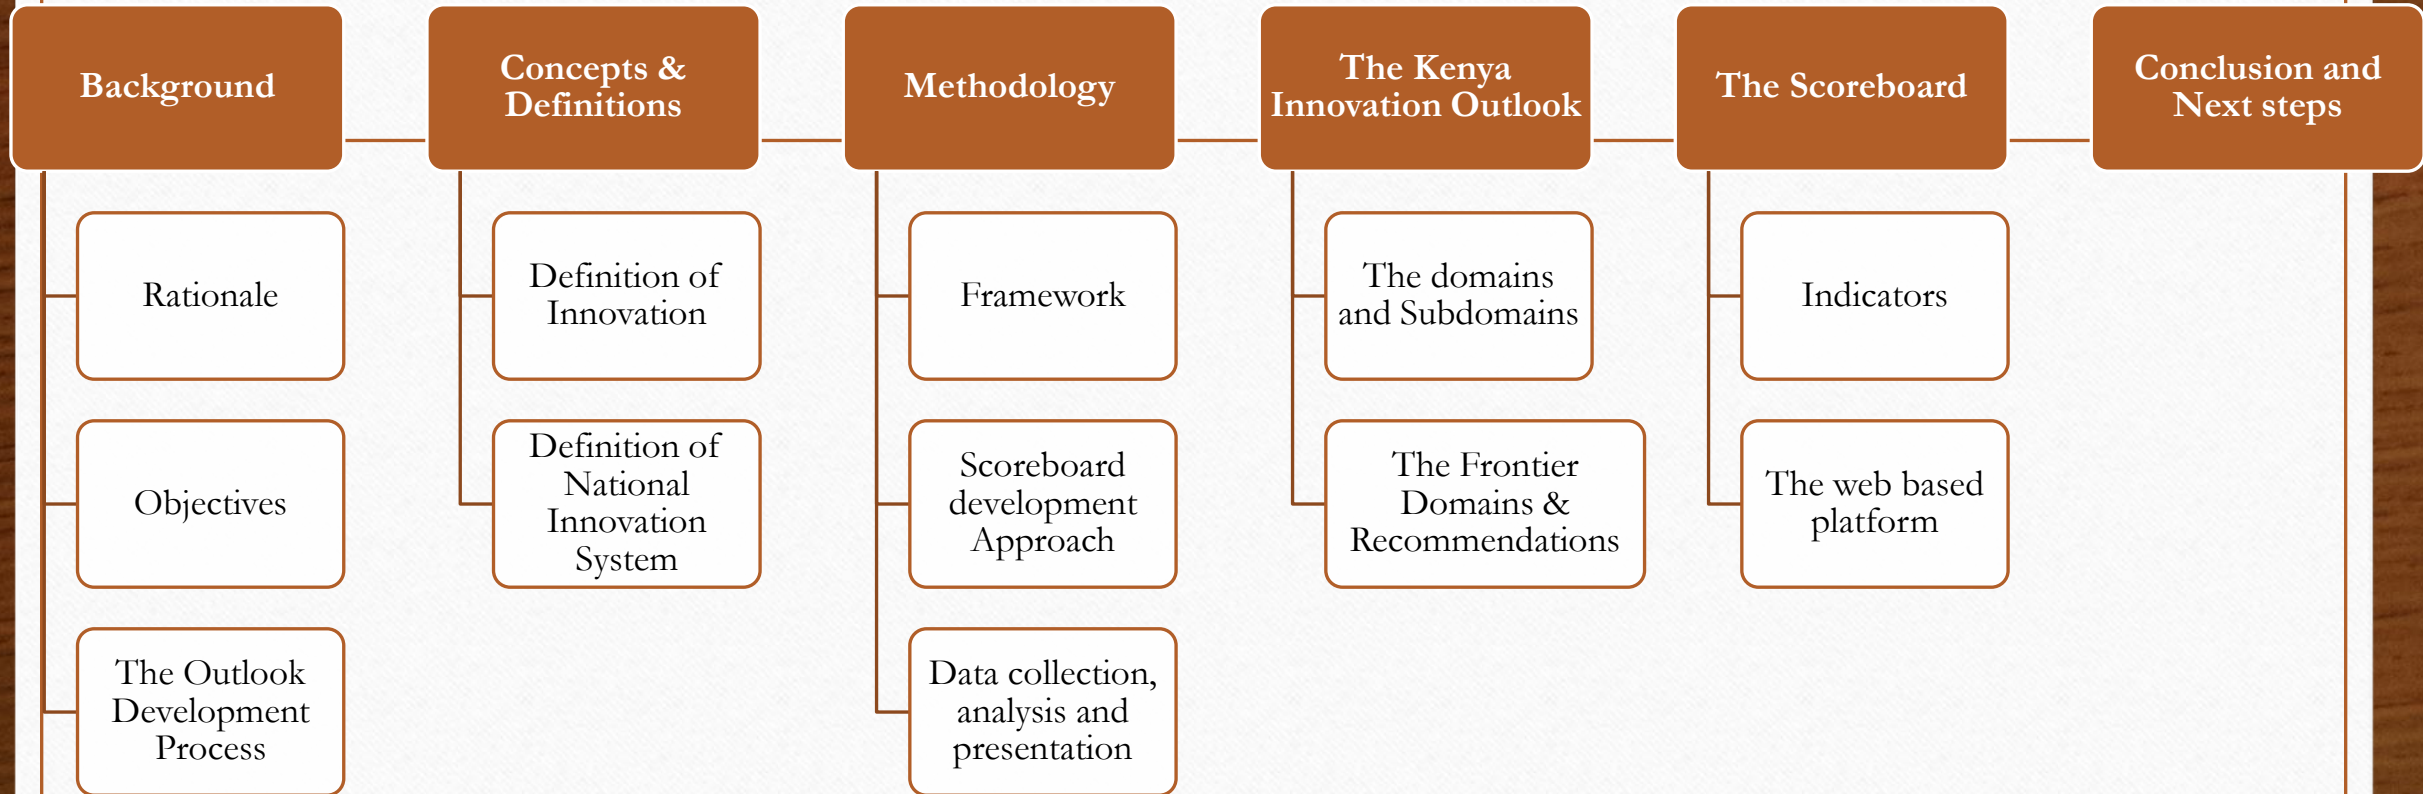 Background
Rationale
Objectives
The Outlook
Development
Process
Concepts &
Definitions
Definition of
Innovation
Definition of
National
Innovation
System
Methodology
Framework
Scoreboard
development
Approach
Data collection,
analysis and
presentation
The Kenya
Innovation Outlook
The domains
and Subdomains
The Frontier
Domains &
Recommendations
The Scoreboard
Indicators
The web based
platform
Conclusion and
Next steps